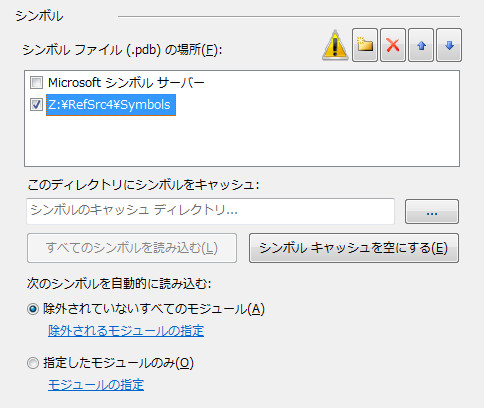 シンボル
シンボル ファイル (.pdb) の場所(F):
Microsoft シンボル サーバー
Z:¥RefSrc4¥Symbols
このディレクトリにシンボルをキャッシュ:
シンボルのキャッシュ ディレクトリ...
...
すべてのシンボルを読み込む(L)
シンボル キャッシュを空にする(E)
次のシンボルを自動的に読み込む:
除外されていないすべてのモジュール(A)
除外されるモジュールの指定
指定したモジュールのみ(O)
モジュールの指定